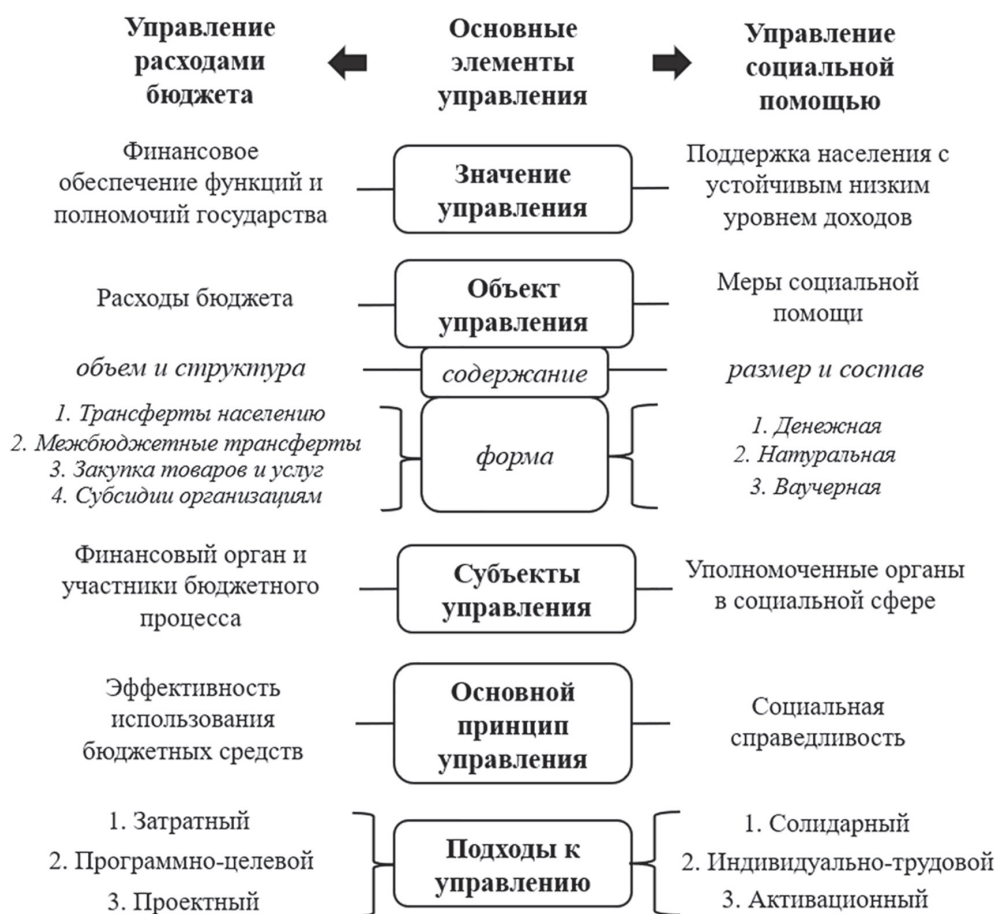 Управление
расходами
бюджета
Основные
элементы
управления
Управление
социальной
помощью
Финансовое
обеспечение функций и
полномочий государства
Значение
управления
Поддержка населения с
устойчивым низким
уровнем доходов
Расходы бюджета
Объект
управления
Меры социальной
помощи
объем и структура
содержание
размер и состав
1. Трансферты населению
2. Межбюджетные трансферты
3. Закупка товаров и услуг
4. Субсидии организациям
форма
1. Денежная
2. Натуральная
3. Ваучерная
Финансовый орган и
участники бюджетного
процесса
Субъекты
управления
Уполномоченные органы
в социальной сфере
Эффективность
использования
бюджетных средств
Основной
принцип
управления
Социальная
справедливость
1. Затратный
2. Программно-целевой
3. Проектный
Подходы к
управлению
1. Солидарный
2. Индивидуально-трудовой
3. Активационный